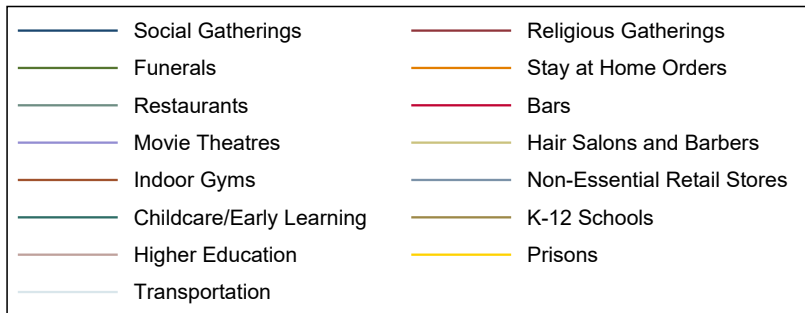 Social Gatherings
Religious Gatherings
Funerals
Stay at Home Orders
Restaurants
Bars
Movie Theatres
Hair Salons and Barbers
Indoor Gyms
Non-Essential Retail Stores
Childcare/Early Learning
K-12 Schools
Higher Education
Prisons
Transportation